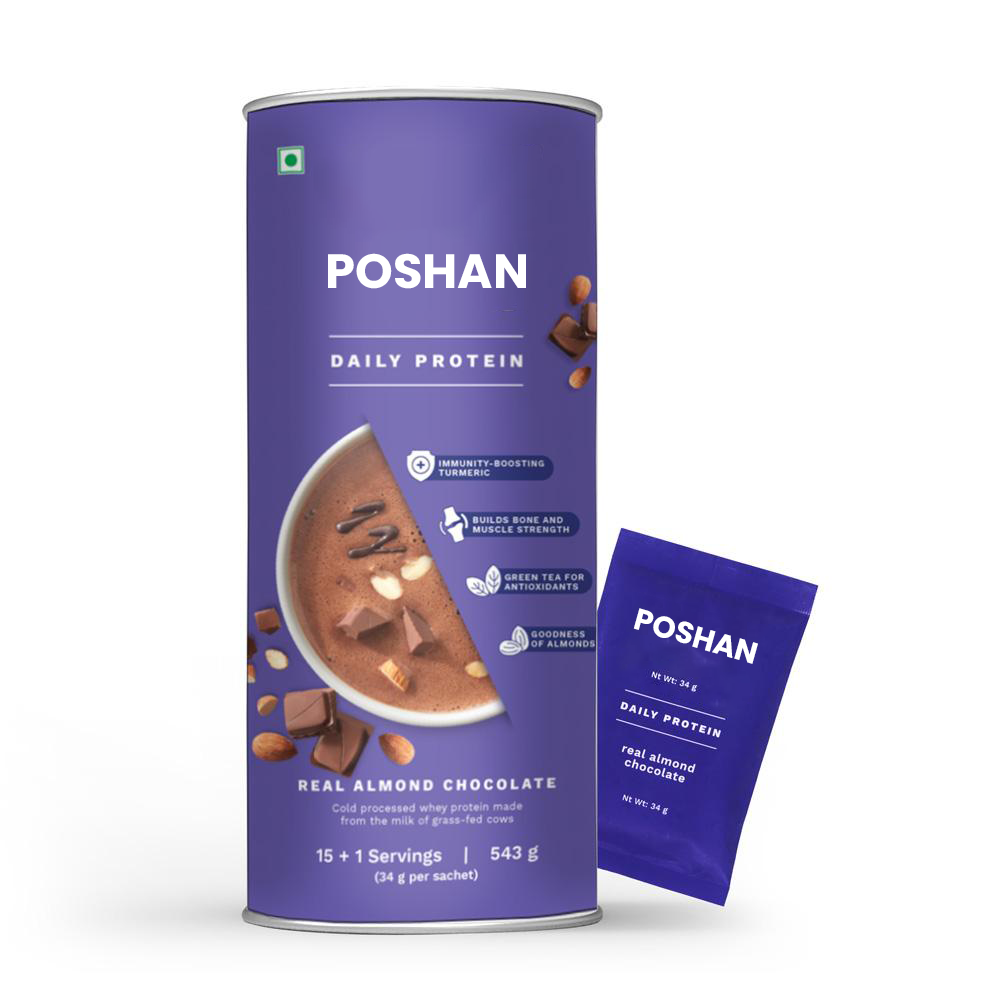 POSHAN
DAILY PROTEIN
IMMUNITY-BOOSTING
TURMERIC
BUILDS BONE AND
MUSCLE STRENGTH
GREEN TEA FOR
ANTIOXIDANTS
GOODNESS
OF ALMONDS
REAL ALMOND CHOCOLATE
Cold processed whey protein made
from the milk of grass-fed cows
15 + 1 Servings | 543 g
(34 g per sachet)
POSHAN
Nt Wt: 34 g
DAILY PROTEIN
real almond
chocolate
Nt Wt: 34 g